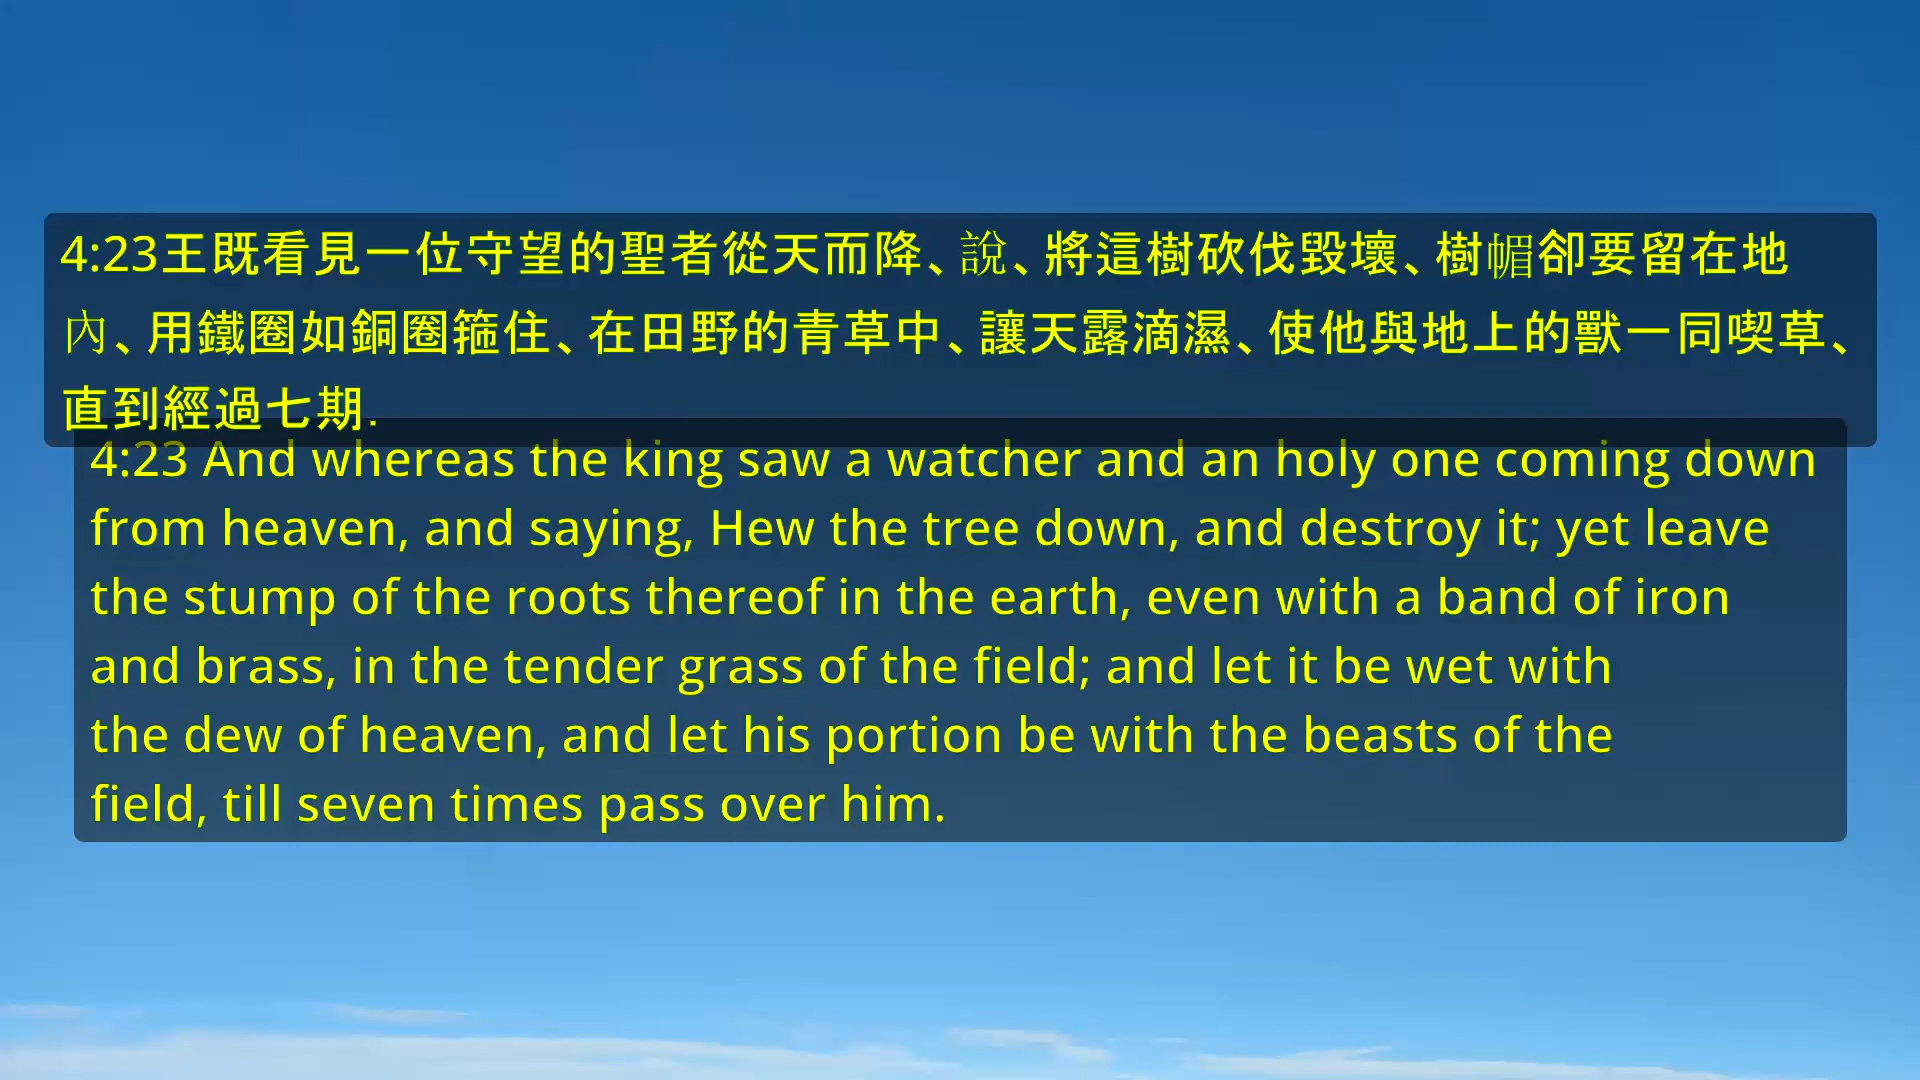 4:23王既看見一位守望的聖者從天而降、說、將這樹砍伐毀壞、樹㡌卻要留在地
內、用鐵圈如銅圈箍住、在田野的青草中、讓天露滴濕、使他與地上的獸一同喫草、
直到經過七期.
4:23 And whereas the king saw a watcher and an holy one coming down
from heaven, and saying, Hew the tree down, and destroy it; yet leave
the stump of the roots thereof in the earth, even with a band of iron
and brass, in the tender grass of the field; and let it be wet with
the dew of heaven, and let his portion be with the beasts of the
field, till seven times pass over him.